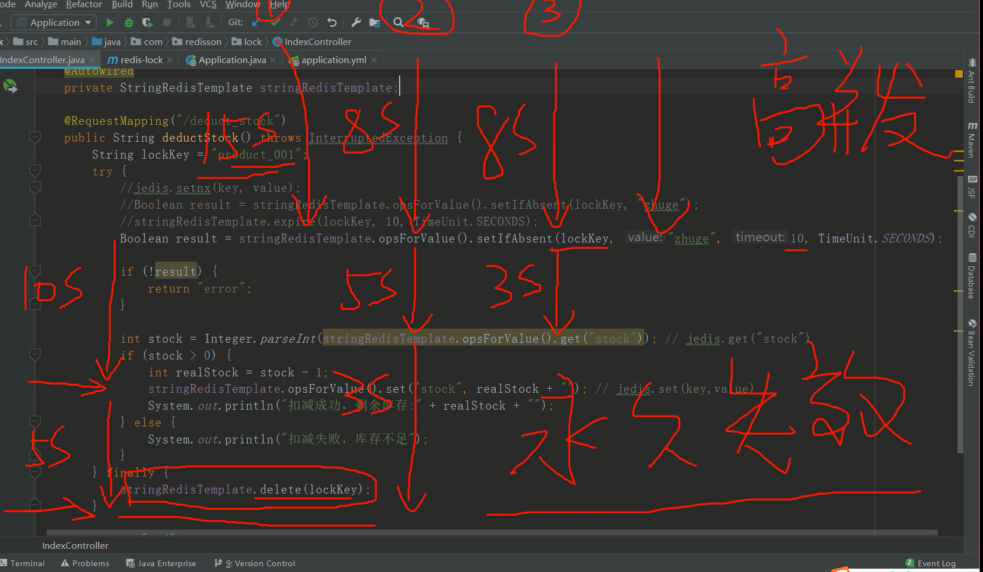 ode Analyze Refactor Build Run Tools VCS Window Help
① ② ③
Application Git:
src main java com redisson lock IndexController
IndexController.java redis-lock Application.java application.yml
@Autowired
private StringRedisTemplate stringRedisTemplate;
高并发
@RequestMapping("/deduct_stock")
15S 8S 8S
public String deductStock() throws InterruptedException {
String lockKey = "product_001";
try {
//jedis.setnx(key, value);
//Boolean result = stringRedisTemplate.opsForValue().setIfAbsent(lockKey, "zhuge");
//stringRedisTemplate.expire(lockKey, 10, TimeUnit.SECONDS);
Boolean result = stringRedisTemplate.opsForValue().setIfAbsent(lockKey, value: "zhuge", timeout: 10, TimeUnit.SECONDS);
10S 5S 3S
if (!result) {
return "error";
}
int stock = Integer.parseInt(stringRedisTemplate.opsForValue().get("stock")); // jedis.get("stock")
if (stock > 0) {
int realStock = stock - 1;
stringRedisTemplate.opsForValue().set("stock", realStock + ""); // jedis.set(key,value)
System.out.println("扣减成功，剩余库存:" + realStock + "");
3S
} else {
System.out.println("扣减失败，库存不足");
}
5S
永久失效
} finally {
stringRedisTemplate.delete(lockKey);
}
IndexController
Terminal Problems Java Enterprise 9: Version Control Event Log
Ant Build
Maven
JSF
CDI
Database
Bean Validation